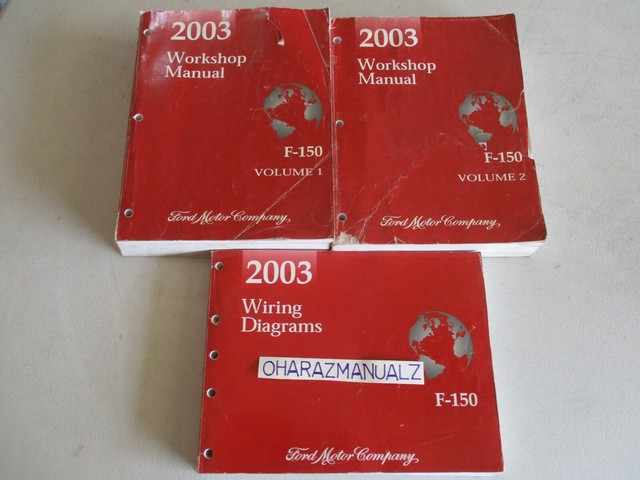 2003
Workshop
Manual
F-150
VOLUME 1
Ford Motor Company
2003
Workshop
Manual
F-150
VOLUME 2
Ford Motor Company
2003
Wiring
Diagrams
OHARAZMANUALZ
F-150
Ford Motor Company